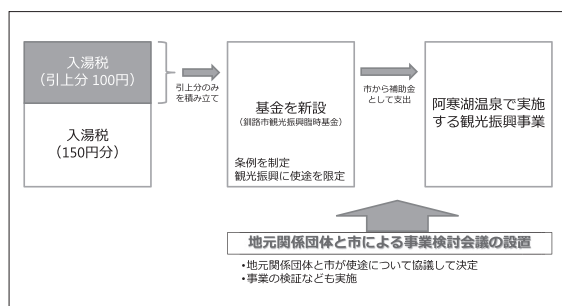 入湯税
（引上分 100円）
入湯税
（150円分）
引上分のみ
を積み立て
基金を新設
（釧路市観光振興臨時基金）
条例を制定
観光振興に使途を限定
市から補助金
として支出
阿寒湖温泉で実施
する観光振興事業
地元関係団体と市による事業検討会議の設置
・地元関係団体と市が使途について協議して決定
・事業の検証なども実施